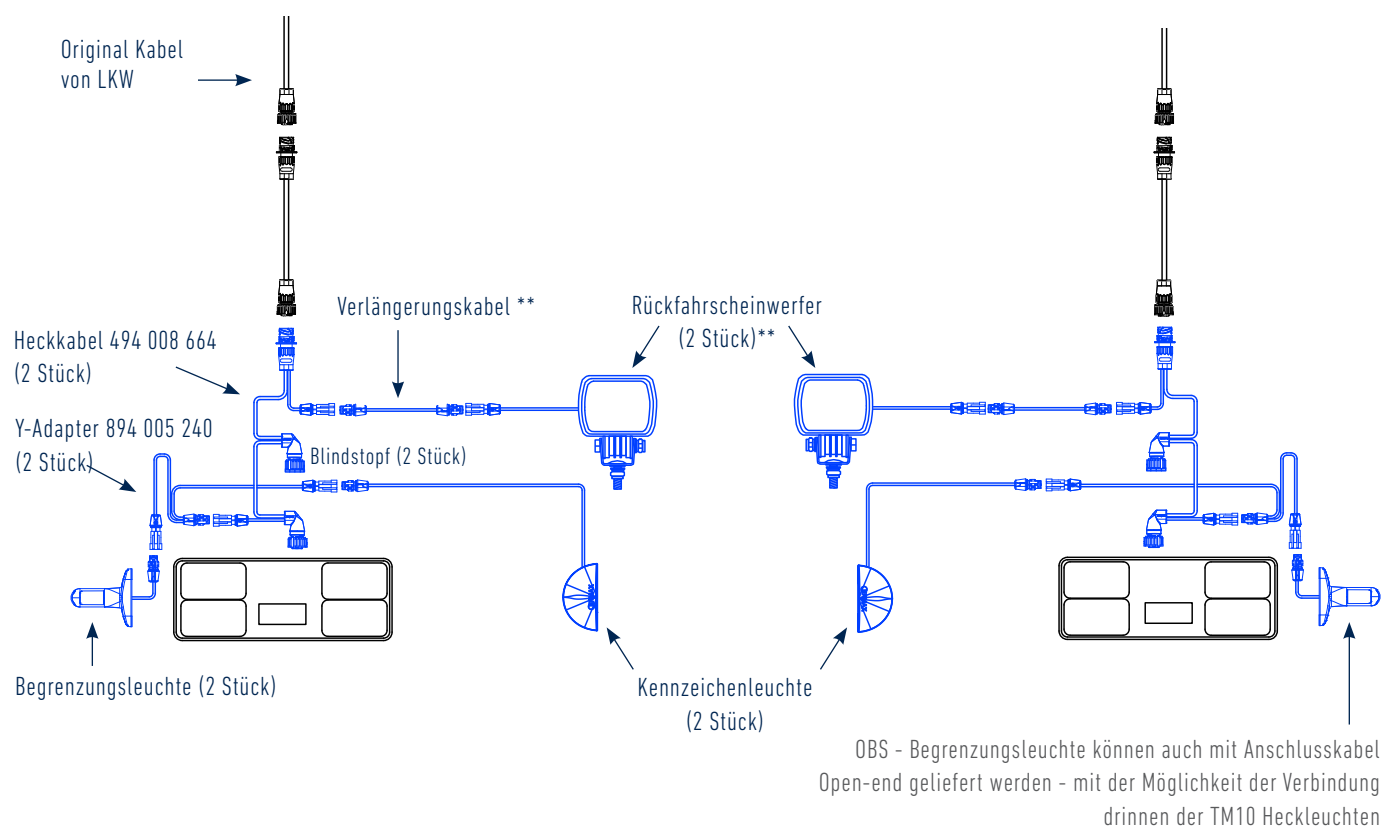 Original Kabel
von LKW
Verlängerungskabel **
Rückfahrscheinwerfer
(2 Stück)**
Heckkabel 494 008 664
(2 Stück)
Y-Adapter 894 005 240
(2 Stück)
Blindstopf (2 Stück)
Begrenzungsleuchte (2 Stück)
Kennzeichenleuchte
(2 Stück)
OBS - Begrenzungsleuchte können auch mit Anschlusskabel
Open-end geliefert werden - mit der Möglichkeit der Verbindung
drinnen der TM10 Heckleuchten